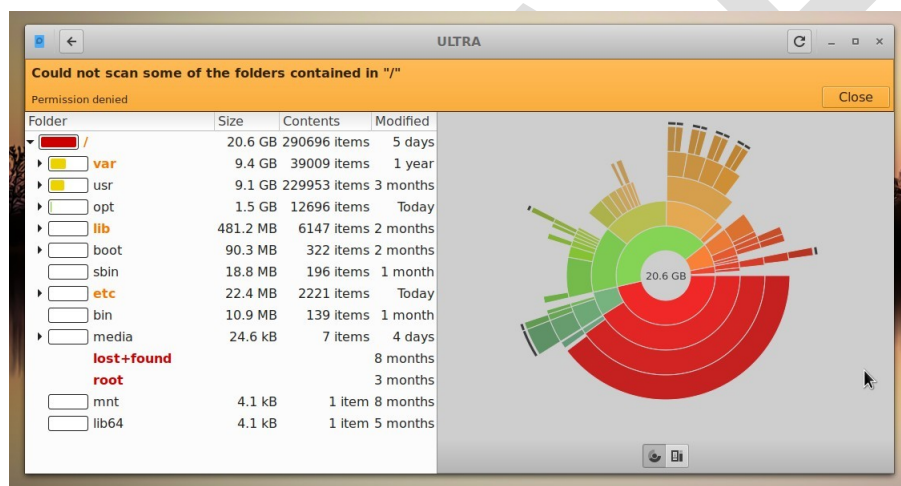 ULTRA
Could not scan some of the folders contained in "/"
Permission denied
Close
Folder Size Contents Modified
/ 20.6 GB 290696 items 5 days
var 9.4 GB 39009 items 1 year
usr 9.1 GB 229953 items 3 months
opt 1.5 GB 12696 items Today
lib 481.2 MB 6147 items 2 months
boot 90.3 MB 322 items 2 months
sbin 18.8 MB 196 items 1 month
etc 22.4 MB 2221 items Today
bin 10.9 MB 139 items 1 month
media 24.6 kB 7 items 4 days
lost+found 8 months
root 3 months
mnt 4.1 kB 1 item 8 months
lib64 4.1 kB 1 item 5 months
20.6 GB